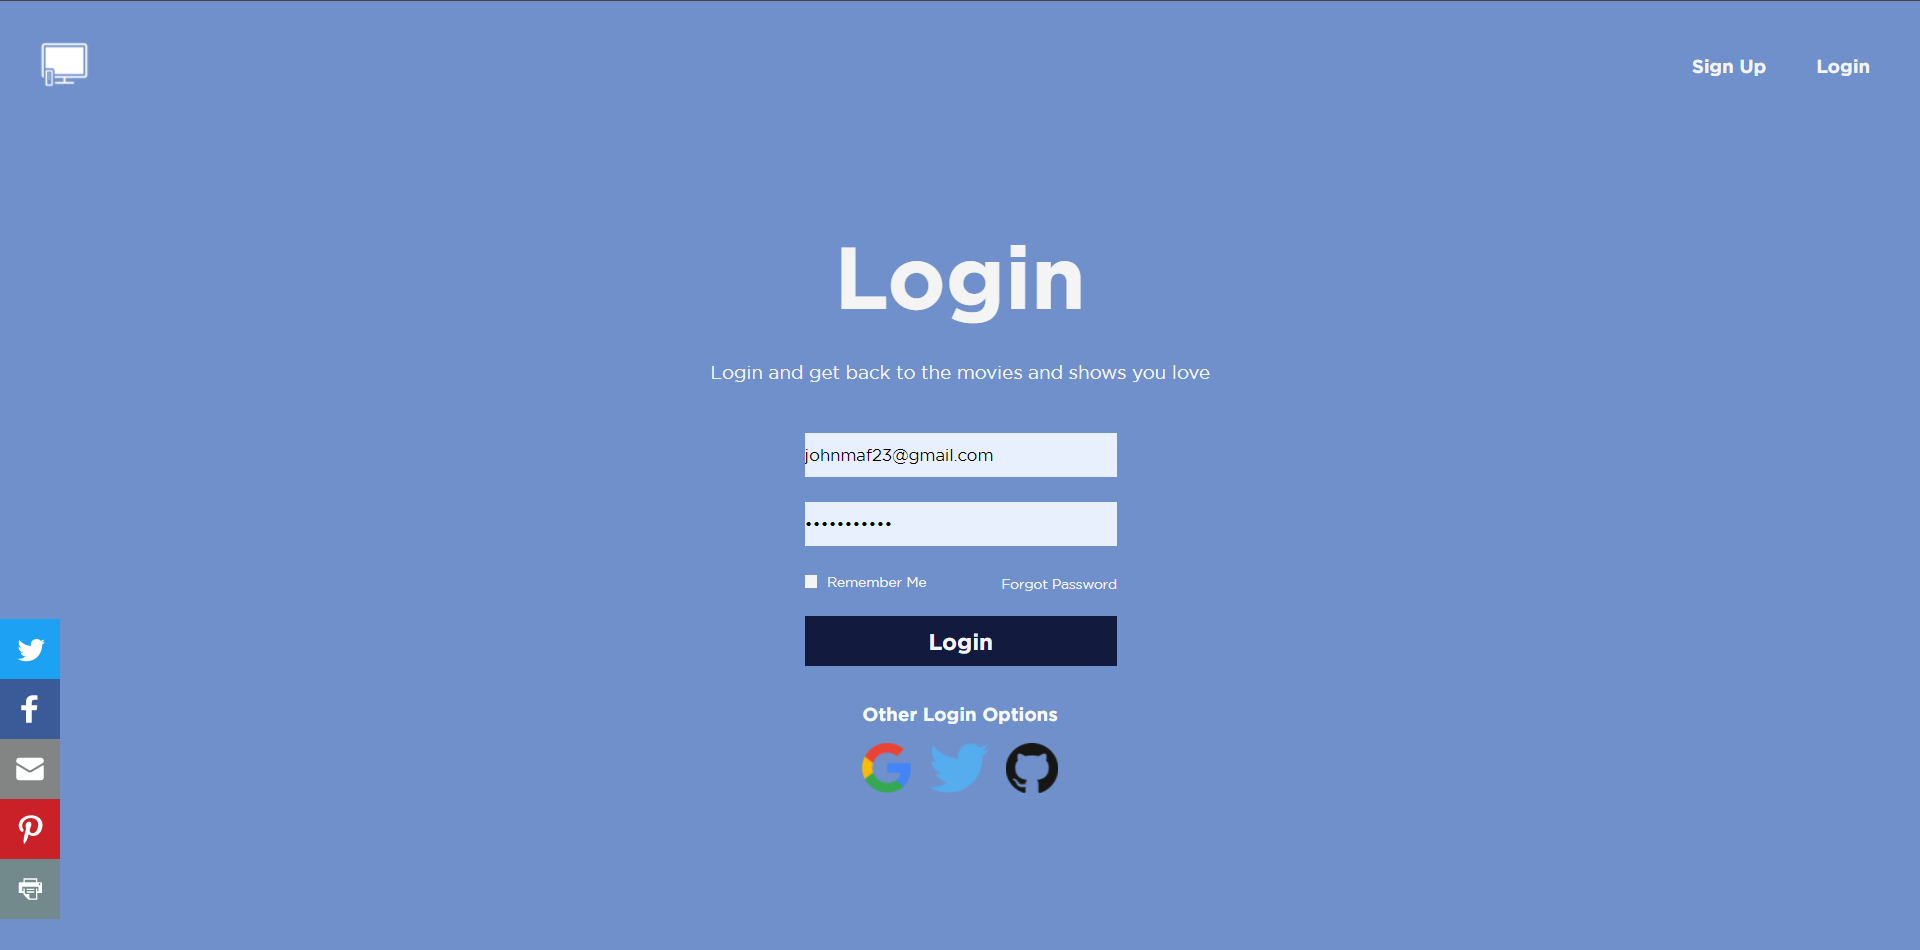 Sign Up
Login
Login
Login and get back to the movies and shows you love
johnmaf23@gmail.com
•••••••••••
Remember Me
Forgot Password
Login
Other Login Options